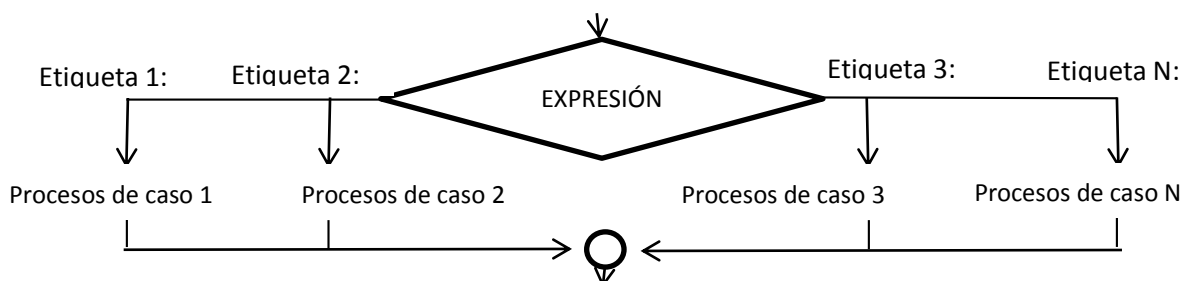 Etiqueta 1:
Etiqueta 2:
Etiqueta 3:
Etiqueta N:
EXPRESIÓN
Procesos de caso 1
Procesos de caso 2
Procesos de caso 3
Procesos de caso N